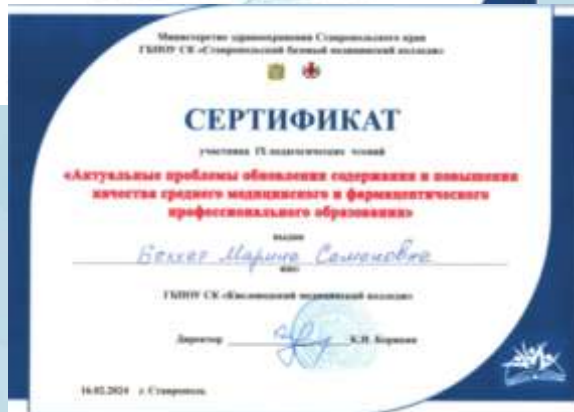 Министерство здравоохранения Ставропольского края
ГБПОУ СК «Ставропольский базовый медицинский колледж»
СЕРТИФИКАТ
участника IX педагогических чтений
«Актуальные проблемы обновления содержания и повышения
качества среднего медицинского и фармацевтического
профессионального образования»
выдан
Марина Семеновна
ФИО
ГБПОУ СК «Кисловодский медицинский колледж»
Директор К.И. Корякин
16.02.2024 г. Ставрополь